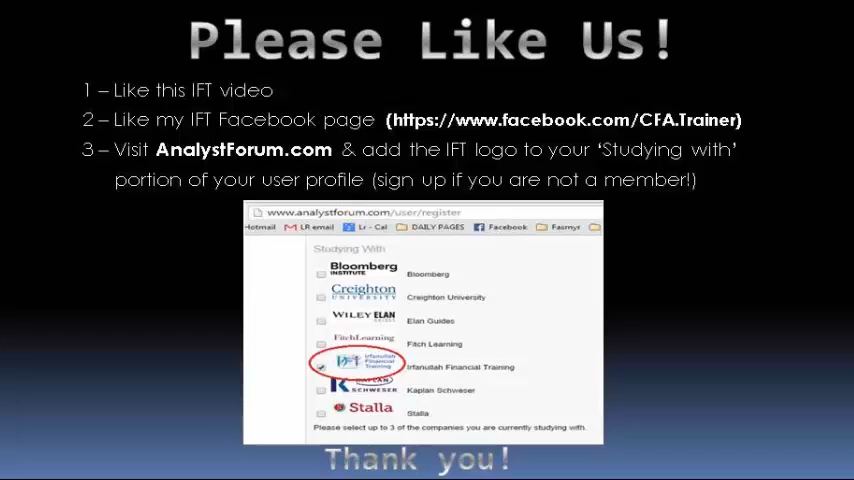 Please Like Us!
1 – Like this IFT video
2 – Like my IFT Facebook page (https://www.facebook.com/CFA.Trainer)
3 – Visit AnalystForum.com & add the IFT logo to your ‘Studying with’
portion of your user profile (sign up if you are not a member!)
www.analystforum.com/user/register
Hotmail LR email Lr - Cal DAILY PAGES Facebook Fasmyr
Studying With
Bloomberg INSTITUTE Bloomberg
Creighton UNIVERSITY Creighton University
WILEY ELAN GUIDES Elan Guides
FitchLearning Fitch Learning
Irfanullah Financial Training Irfanullah Financial Training
KAPLAN SCHWESER Kaplan Schweser
Stalla Stalla
Please select up to 3 of the companies you are currently studying with.
Thank you!